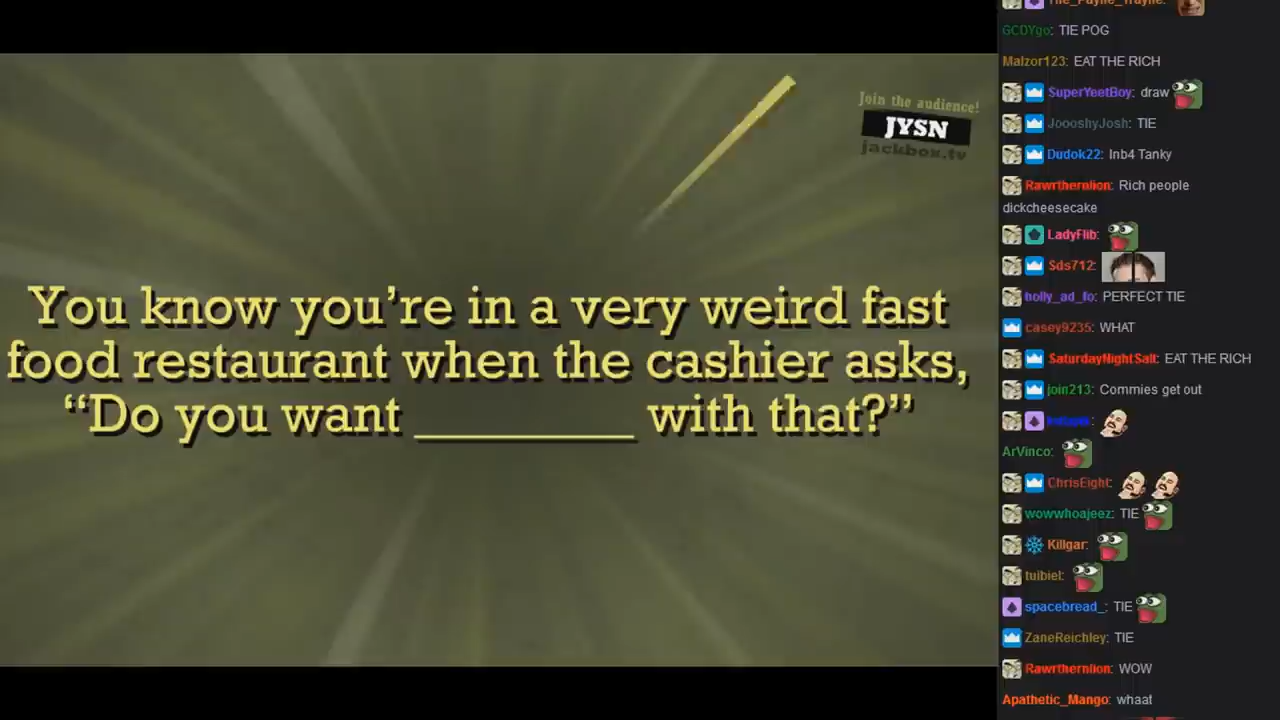 GCDYgo: TIE POG
Malzor123: EAT THE RICH
SuperYeetBoy: draw
JoooshyJosh: TIE
Dudok22: Inb4 Tanky
Rawrthernlion: Rich people
dickcheesecake
LadyFlib:
Sds712:
holly_ad_fo: PERFECT TIE
casey9235: WHAT
SaturdayNightSalt: EAT THE RICH
join213: Commies get out
ArVinco:
ChrisEight:
wowwhoajeez: TIE
Killgar:
tuibiel:
spacebread_: TIE
ZaneReichley: TIE
Rawrthernlion: WOW
Apathetic_Mango: whaat
Join the audience!
JYSN
jackbox.tv
You know you’re in a very weird fast
food restaurant when the cashier asks,
“Do you want ________ with that?”